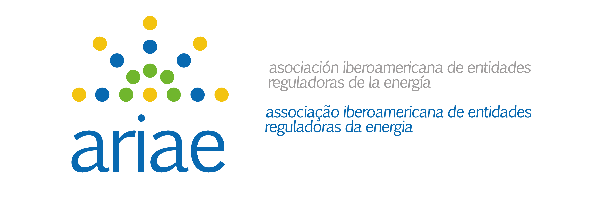 asociación iberoamericana de entidades
reguladoras de la energía
associação iberoamericana de entidades
reguladoras da energia
ariae